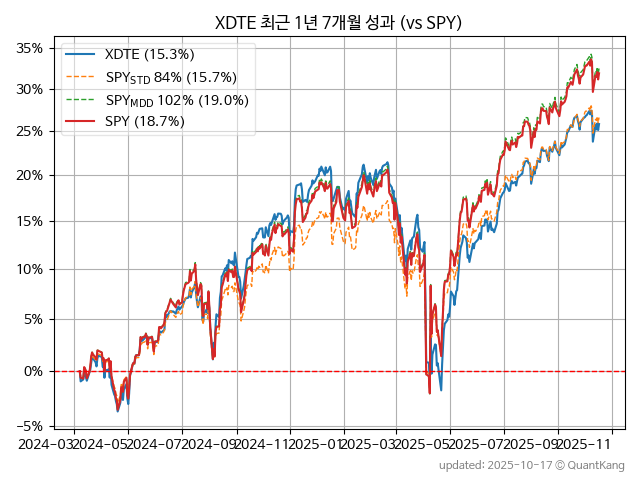 XDTE 최근 1년 7개월 성과 (vs SPY)
XDTE (15.3%)
SPY_STD 84% (15.7%)
SPY_MDD 102% (19.0%)
SPY (18.7%)
35%
30%
25%
20%
15%
10%
5%
0%
−5%
2024-03 2024-05 2024-07 2024-09 2024-11 2025-01 2025-03 2025-05 2025-07 2025-09 2025-11
updated: 2025-10-17 © QuantKang